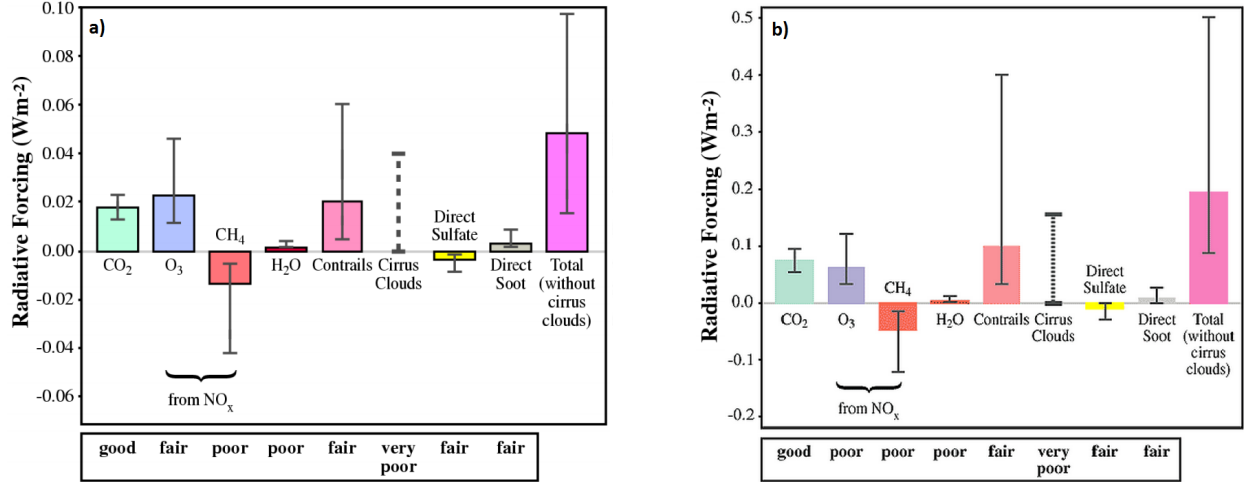 a)
Radiative Forcing (Wm-2)
0.10
0.08
0.06
0.04
0.02
0.00
-0.02
-0.04
-0.06
CO2
O3
CH4
H2O
Contrails
Cirrus
Clouds
Direct
Sulfate
Direct
Soot
Total
(without
cirrus
clouds)
from NOx
good fair poor poor fair very fair fair
poor
b)
Radiative Forcing (Wm-2)
0.5
0.4
0.3
0.2
0.1
0.0
-0.1
-0.2
CO2
O3
CH4
H2O
Contrails
Cirrus
Clouds
Direct
Sulfate
Direct
Soot
Total
(without
cirrus
clouds)
from NOx
good poor poor poor fair very fair fair
poor